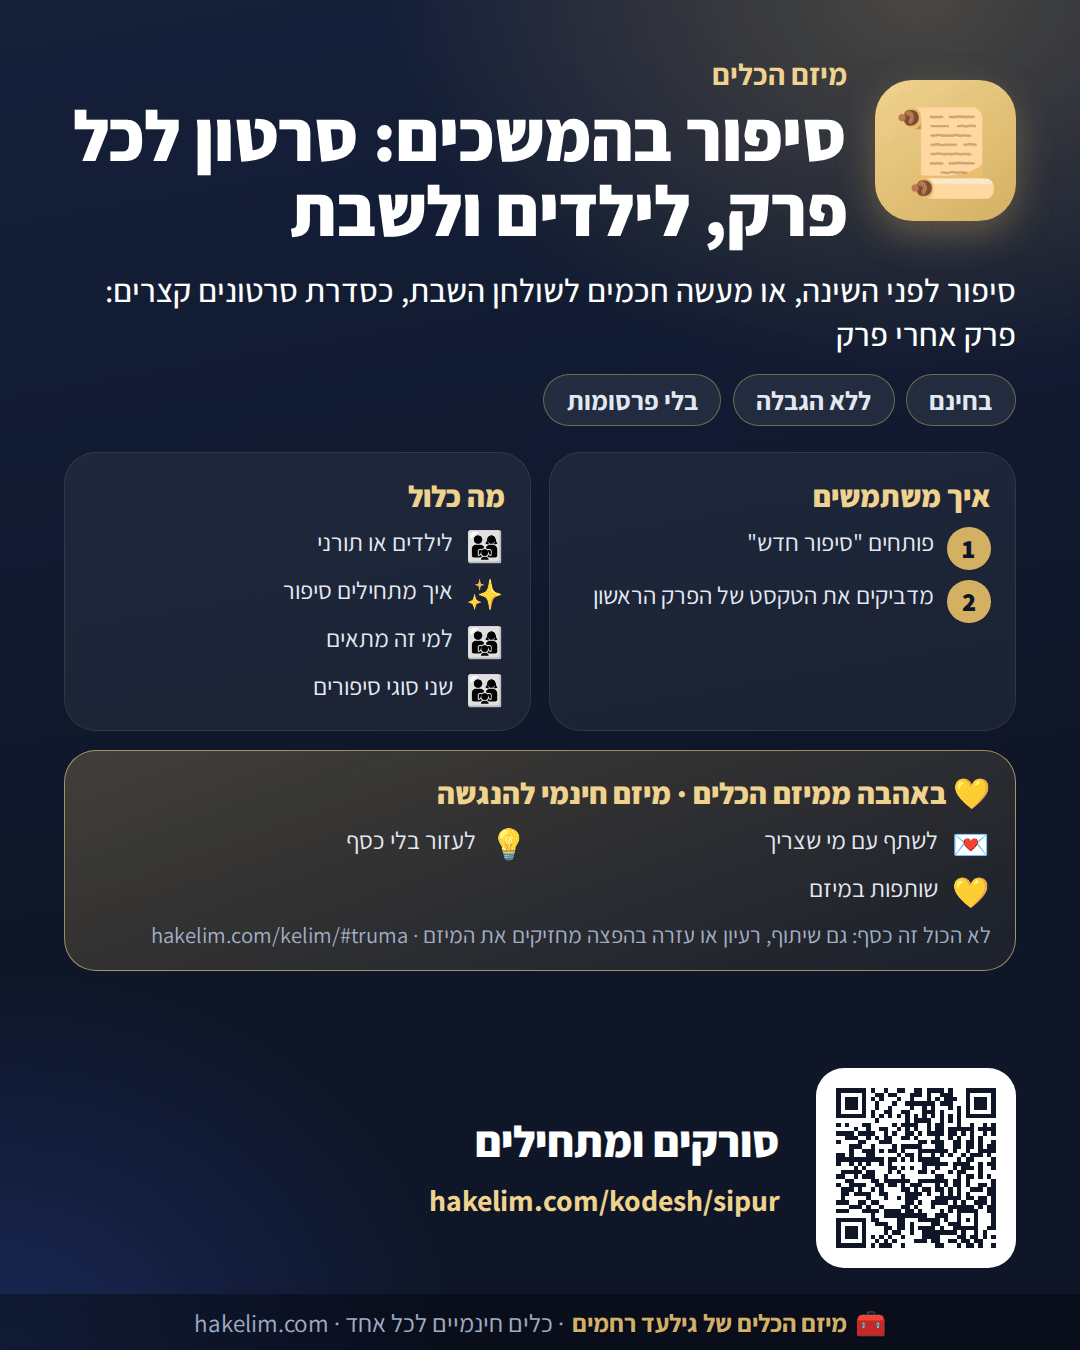 מיזם הכלים
סיפור בהמשכים: סרטון לכל
פרק, לילדים ולשבת
סיפור לפני השינה, או מעשה חכמים לשולחן השבת, כסדרת סרטונים קצרים:
פרק אחרי פרק
בחינם
ללא הגבלה
בלי פרסומות
איך משתמשים
1 פותחים "סיפור חדש"
2 מדביקים את הטקסט של הפרק הראשון
מה כלול
לילדים או תורני
איך מתחילים סיפור
למי זה מתאים
שני סוגי סיפורים
באהבה ממיזם הכלים · מיזם חינמי להנגשה
לשתף עם מי שצריך
לעזור בלי כסף
שותפות במיזם
לא הכול זה כסף: גם שיתוף, רעיון או עזרה בהפצה מחזיקים את המיזם · hakelim.com/kelim/#truma
סורקים ומתחילים
hakelim.com/kodesh/sipur
מיזם הכלים של גילעד רחמים · כלים חינמיים לכל אחד · hakelim.com